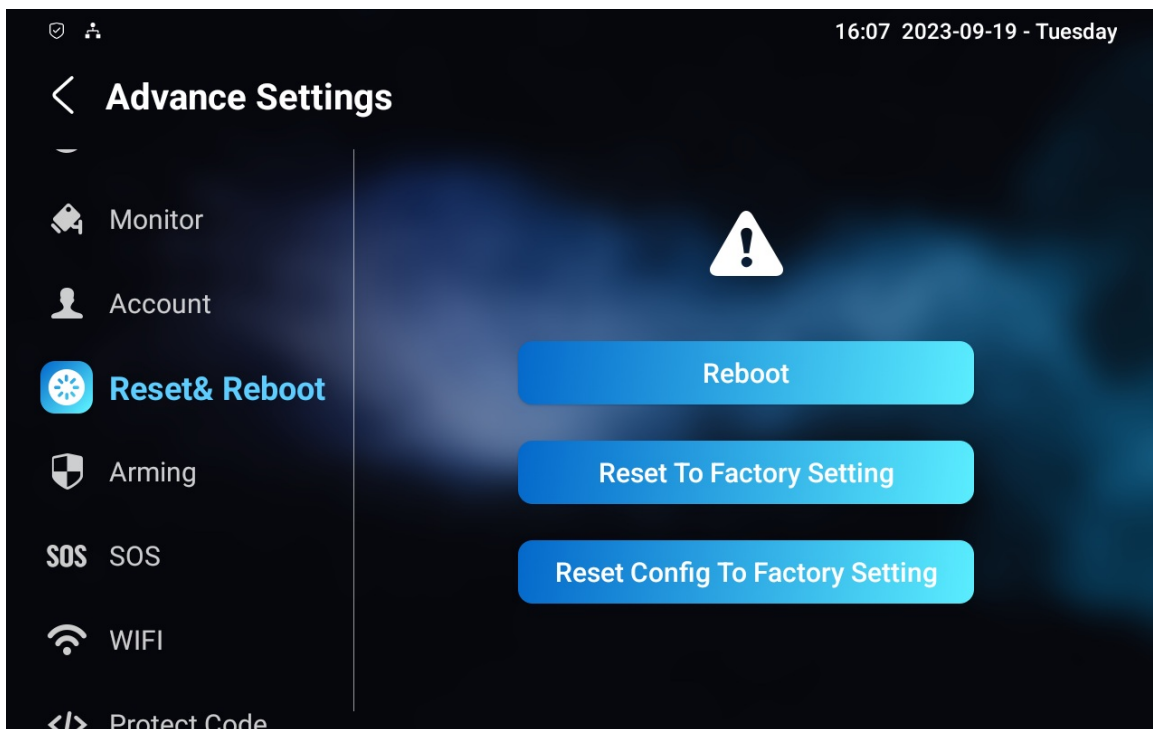 16:07 2023-09-19 - Tuesday
Advance Settings
Monitor
Account
Reset& Reboot
Arming
SOS SOS
WIFI
Protect Code
Reboot
Reset To Factory Setting
Reset Config To Factory Setting